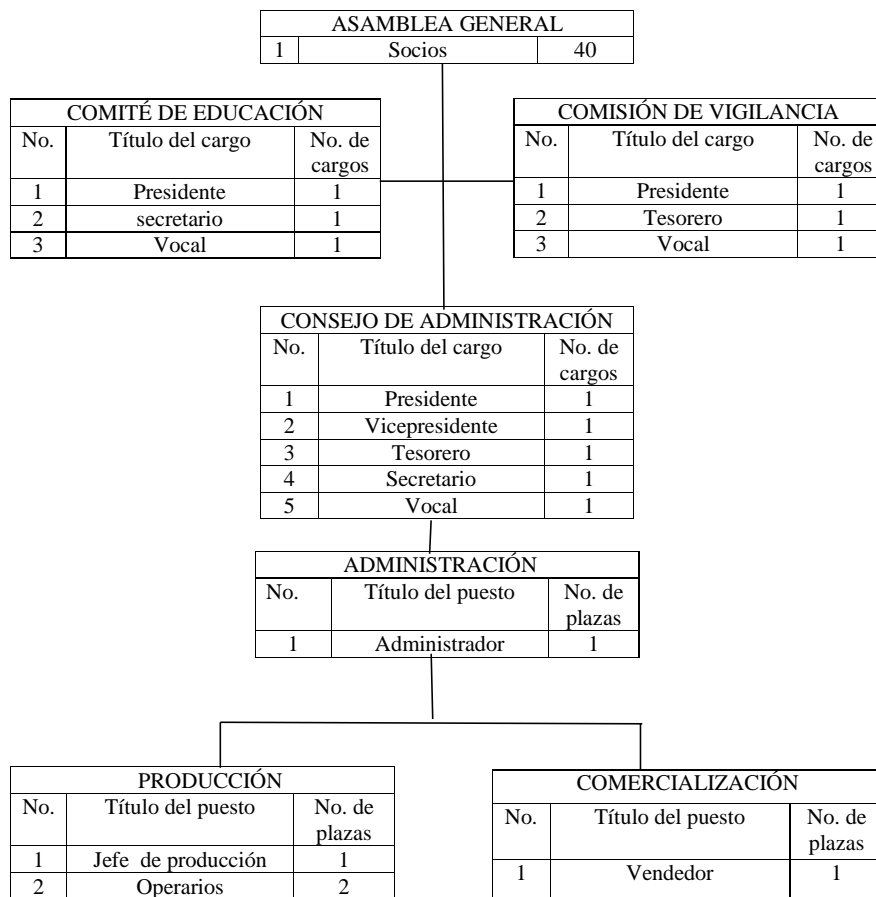 ASAMBLEA GENERAL
1 Socios 40
COMITÉ DE EDUCACIÓN
No. Título del cargo No. de
cargos
1 Presidente 1
2 secretario 1
3 Vocal 1
COMISIÓN DE VIGILANCIA
No. Título del cargo No. de
cargos
1 Presidente 1
2 Tesorero 1
3 Vocal 1
CONSEJO DE ADMINISTRACIÓN
No. Título del cargo No. de
cargos
1 Presidente 1
2 Vicepresidente 1
3 Tesorero 1
4 Secretario 1
5 Vocal 1
ADMINISTRACIÓN
No. Título del puesto No. de
plazas
1 Administrador 1
PRODUCCIÓN
No. Título del puesto No. de
plazas
1 Jefe de producción 1
2 Operarios 2
COMERCIALIZACIÓN
No. Título del puesto No. de
plazas
1 Vendedor 1